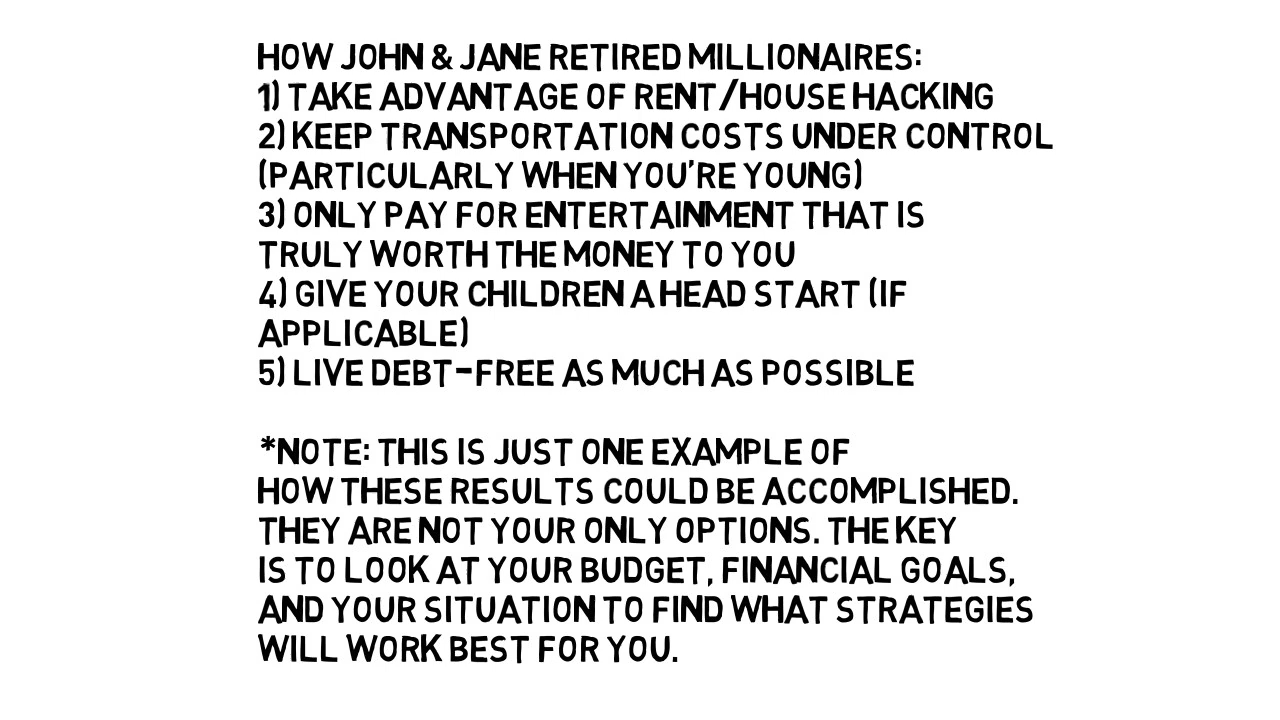 HOW JOHN & JANE RETIRED MILLIONAIRES:
1) TAKE ADVANTAGE OF RENT/HOUSE HACKING
2) KEEP TRANSPORTATION COSTS UNDER CONTROL
(PARTICULARLY WHEN YOU'RE YOUNG)
3) ONLY PAY FOR ENTERTAINMENT THAT IS
TRULY WORTH THE MONEY TO YOU
4) GIVE YOUR CHILDREN A HEAD START (IF
APPLICABLE)
5) LIVE DEBT-FREE AS MUCH AS POSSIBLE
*NOTE: THIS IS JUST ONE EXAMPLE OF
HOW THESE RESULTS COULD BE ACCOMPLISHED.
THEY ARE NOT YOUR ONLY OPTIONS. THE KEY
IS TO LOOK AT YOUR BUDGET, FINANCIAL GOALS,
AND YOUR SITUATION TO FIND WHAT STRATEGIES
WILL WORK BEST FOR YOU.